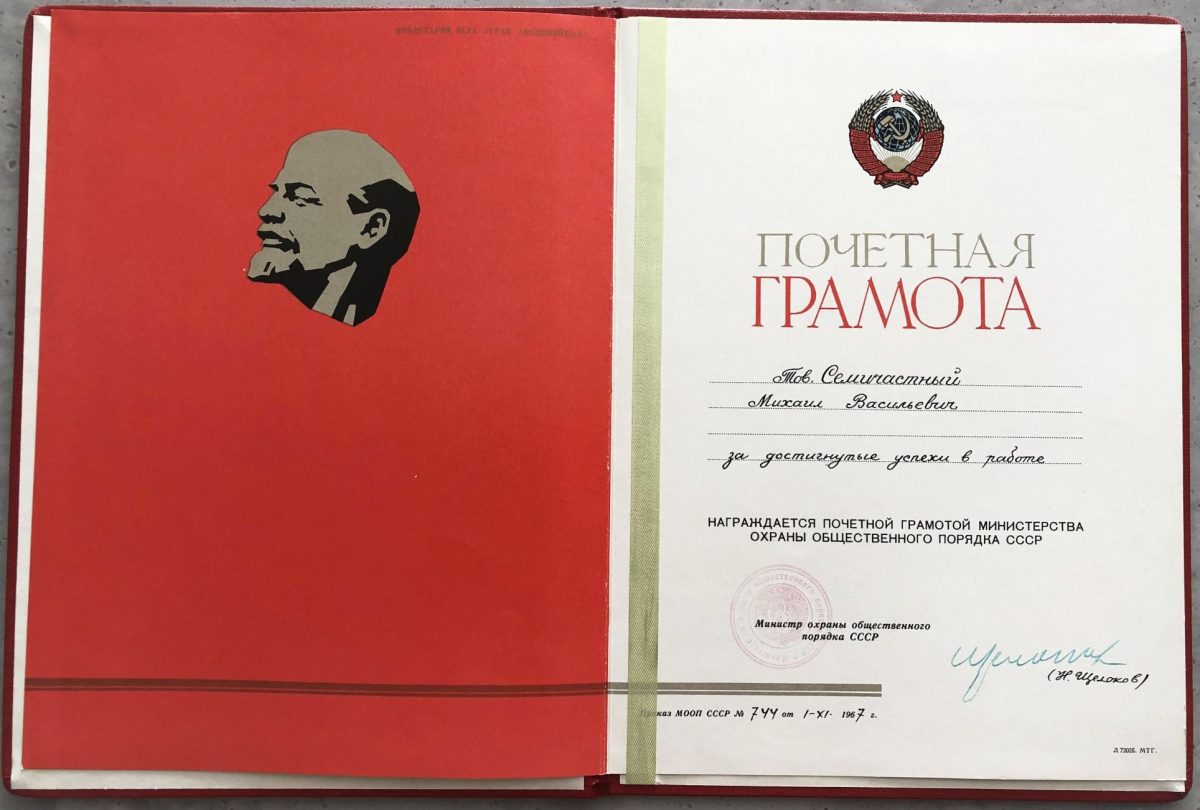 ПОЧЕТНАЯ
ГРАМОТА
Тов. Семичастный
Михаил Васильевич
за достигнутые успехи в работе
НАГРАЖДАЕТСЯ ПОЧЕТНОЙ ГРАМОТОЙ МИНИСТЕРСТВА
ОХРАНЫ ОБЩЕСТВЕННОГО ПОРЯДКА СССР
Министр охраны общественного
порядка СССР
(Н. Щелоков)
Приказ МООП СССР № 744 от 1-XI- 1967 г.
МТГ.